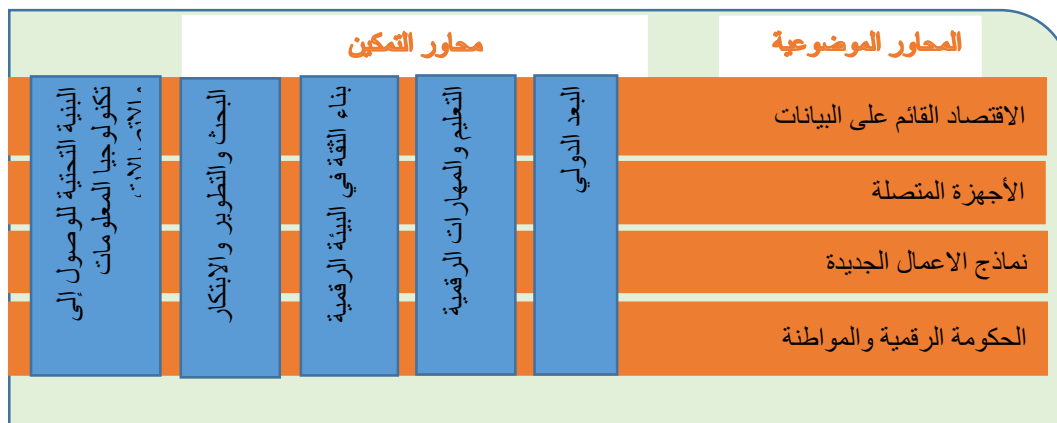 المحاور الموضوعية
محاور التمكين
الاقتصاد القائم على البيانات
الأجهزة المتصلة
نماذج الاعمال الجديدة
الحكومة الرقمية والمواطنة
البعد الدولي
التعليم والمهارات الرقمية
بناء الثقة في البيئة الرقمية
البحث والتطوير والابتكار
البنية التحتية للوصول إلى
تكنولوجيا المعلومات